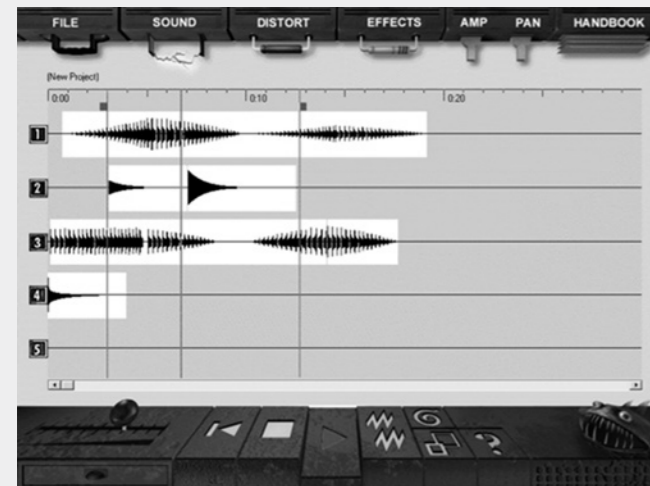 FILE SOUND DISTORT EFFECTS AMP PAN HANDBOOK
(New Project)
0:00 0:10 0:20
1
2
3
4
5
?